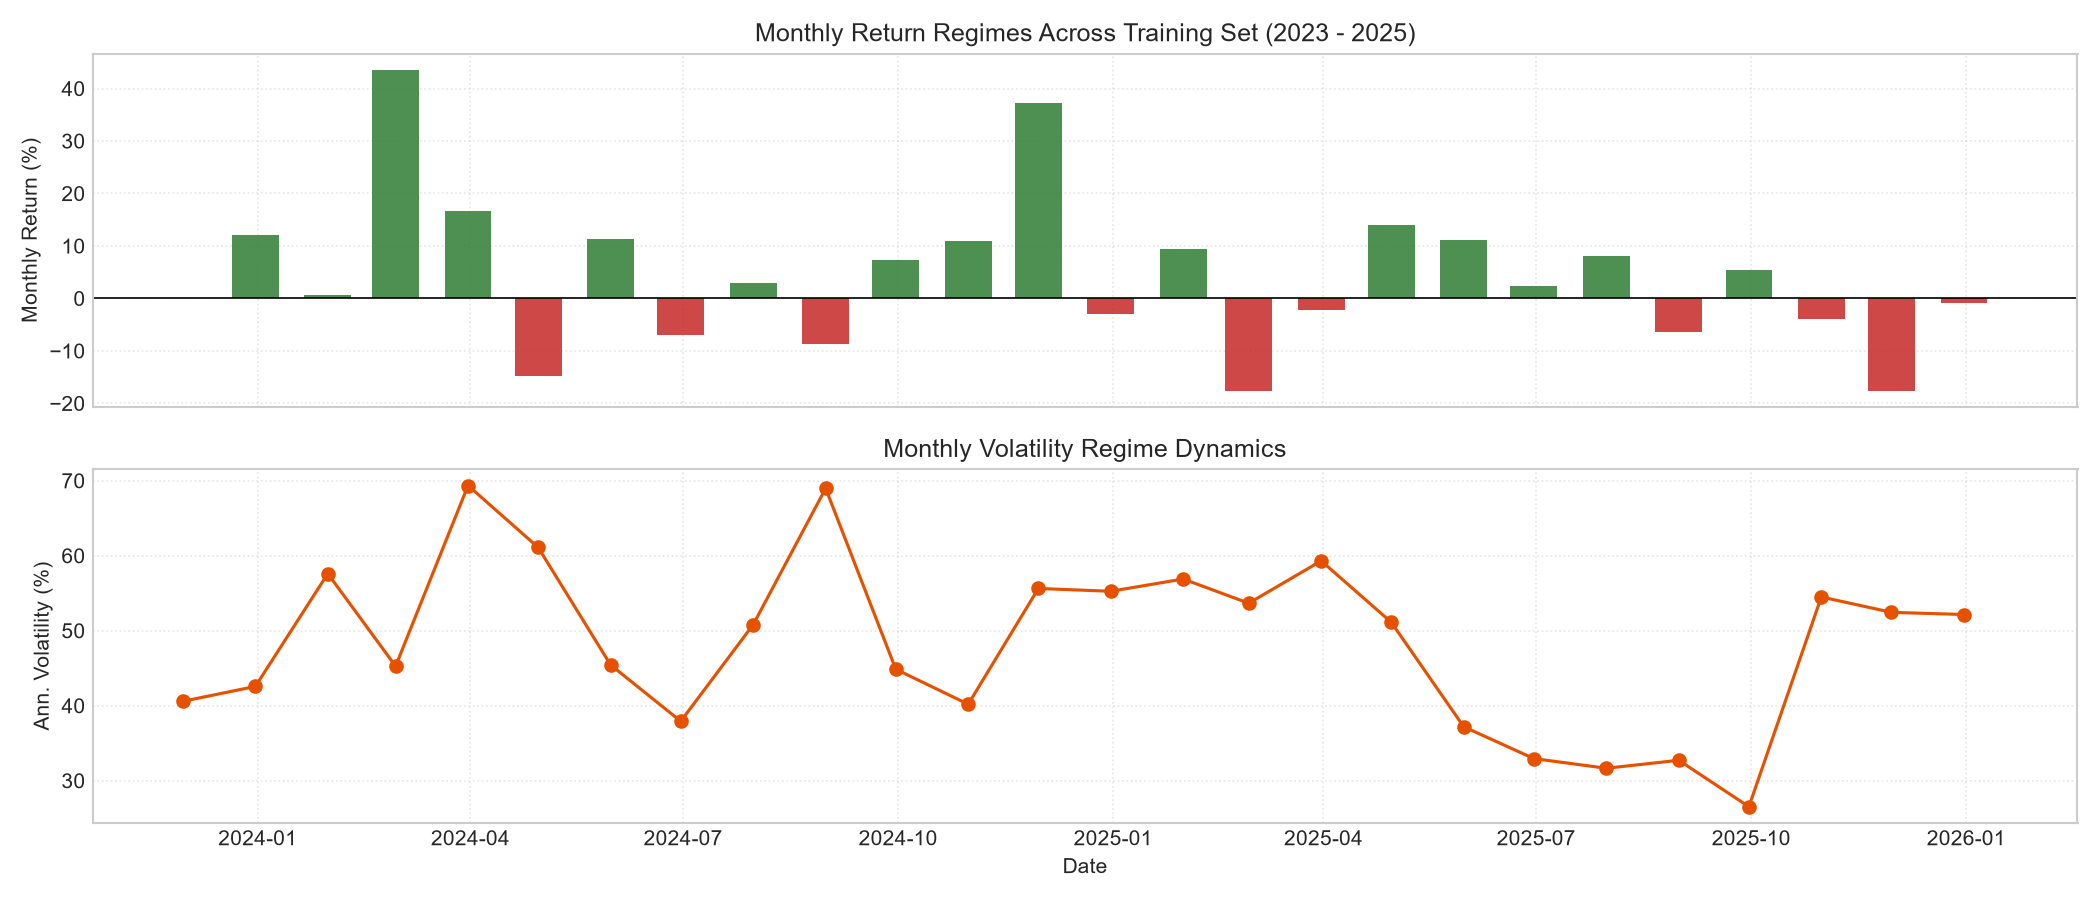 Monthly Return Regimes Across Training Set (2023 - 2025)
Monthly Return (%)
40
30
20
10
0
−10
−20
Monthly Volatility Regime Dynamics
Ann. Volatility (%)
70
60
50
40
30
2024-01 2024-04 2024-07 2024-10 2025-01 2025-04 2025-07 2025-10 2026-01
Date